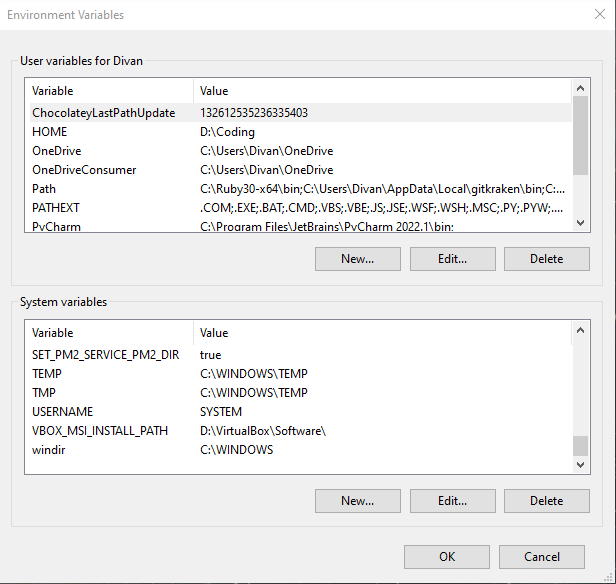 Environment Variables
User variables for Divan
Variable Value
ChocolateyLastPathUpdate 132612535236335403
HOME D:\Coding
OneDrive C:\Users\Divan\OneDrive
OneDriveConsumer C:\Users\Divan\OneDrive
Path C:\Ruby30-x64\bin;C:\Users\Divan\AppData\Local\gitkraken\bin;C:...
PATHEXT .COM;.EXE;.BAT;.CMD;.VBS;.VBE;.JS;.JSE;.WSF;.WSH;.MSC;.PY;.PYW;....
PyCharm C:\Program Files\JetBrains\PyCharm 2022.1\bin;
New... Edit... Delete
System variables
Variable Value
SET_PM2_SERVICE_PM2_DIR true
TEMP C:\WINDOWS\TEMP
TMP C:\WINDOWS\TEMP
USERNAME SYSTEM
VBOX_MSI_INSTALL_PATH D:\VirtualBox\Software\
windir C:\WINDOWS
New... Edit... Delete
OK Cancel